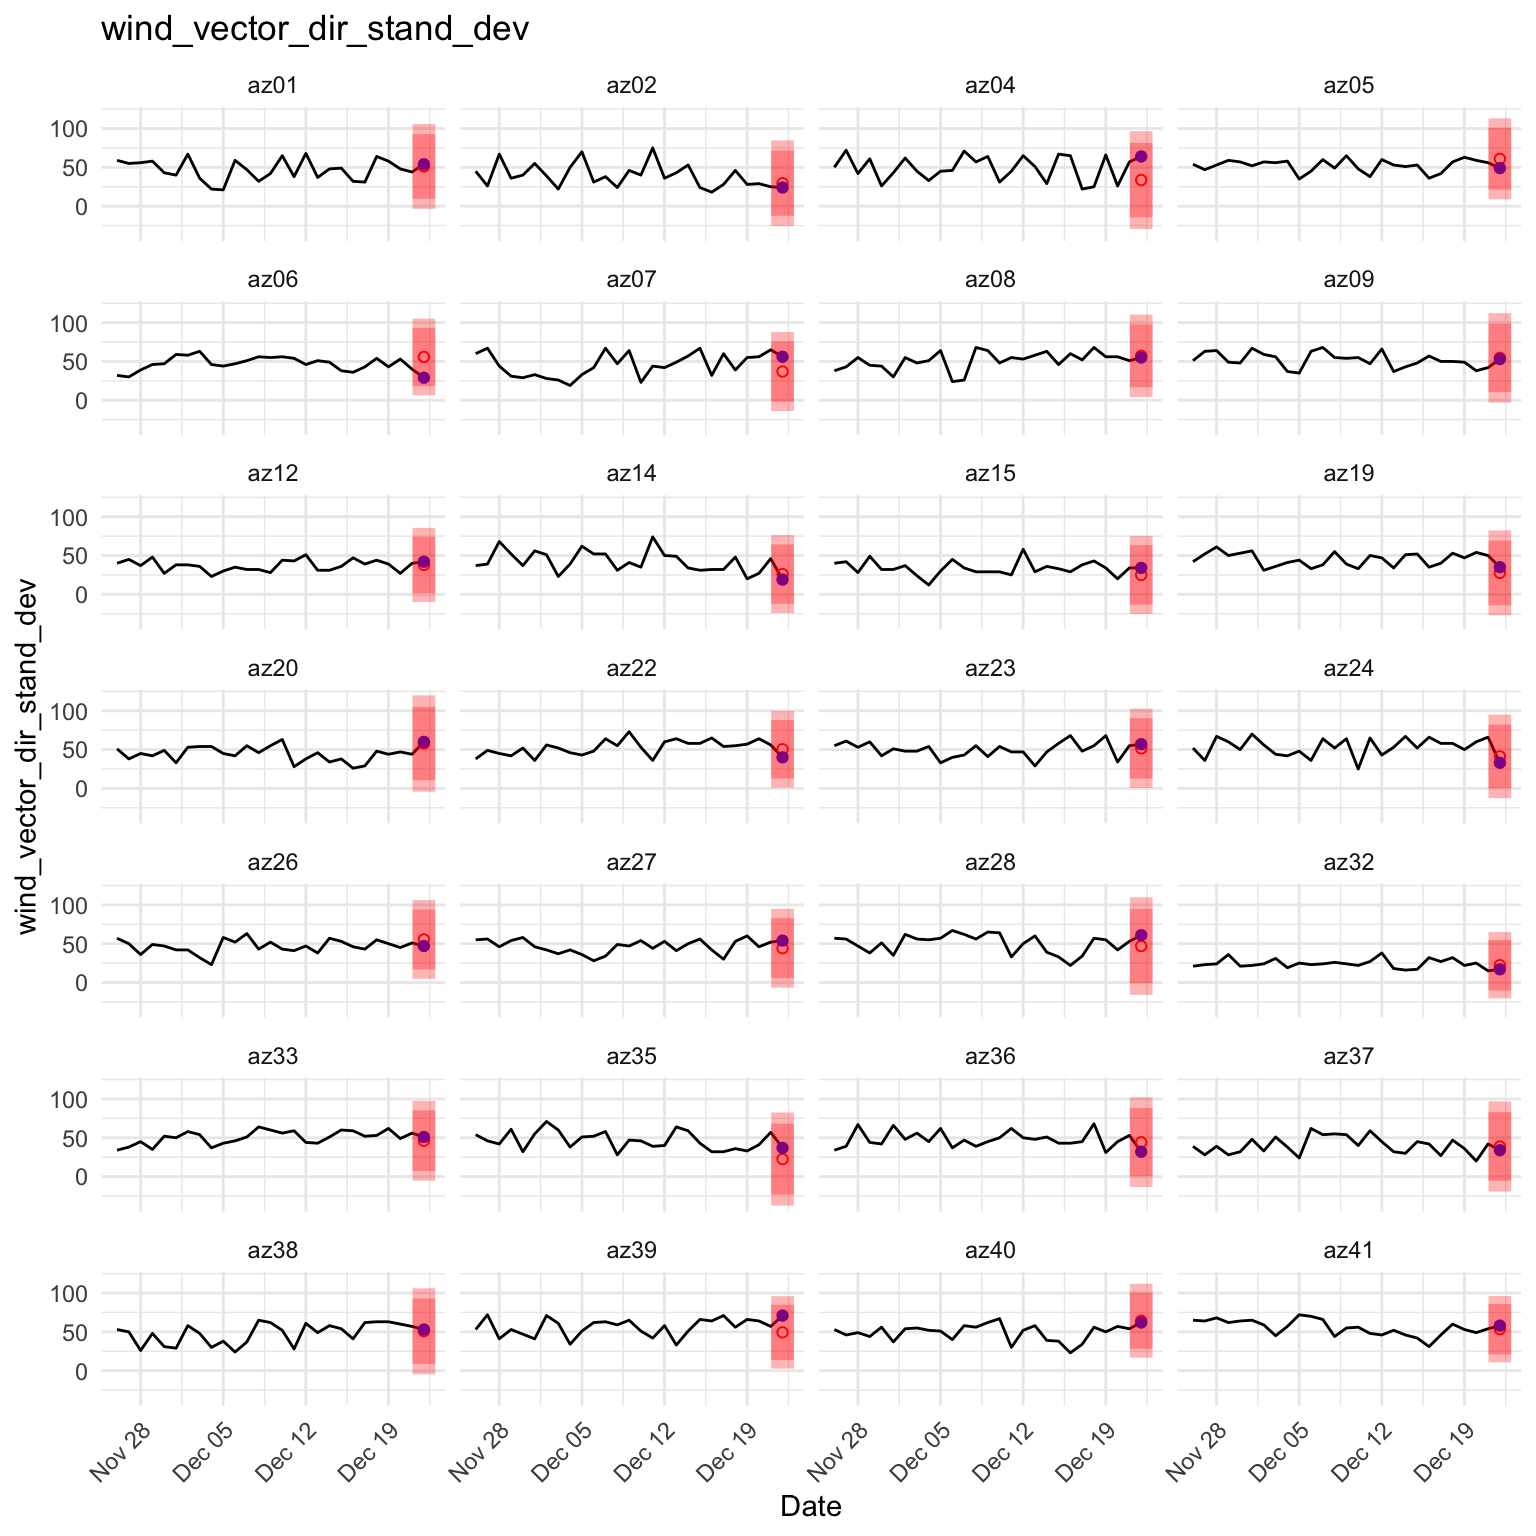 wind_vector_dir_stand_dev
az01 az02 az04 az05
100
50
0
az06 az07 az08 az09
100
50
0
az12 az14 az15 az19
100
50
0
az20 az22 az23 az24
100
50
0
az26 az27 az28 az32
100
50
0
az33 az35 az36 az37
100
50
0
az38 az39 az40 az41
100
50
0
wind_vector_dir_stand_dev
Nov 28 Dec 05 Dec 12 Dec 19 Nov 28 Dec 05 Dec 12 Dec 19 Nov 28 Dec 05 Dec 12 Dec 19 Nov 28 Dec 05 Dec 12 Dec 19
Date